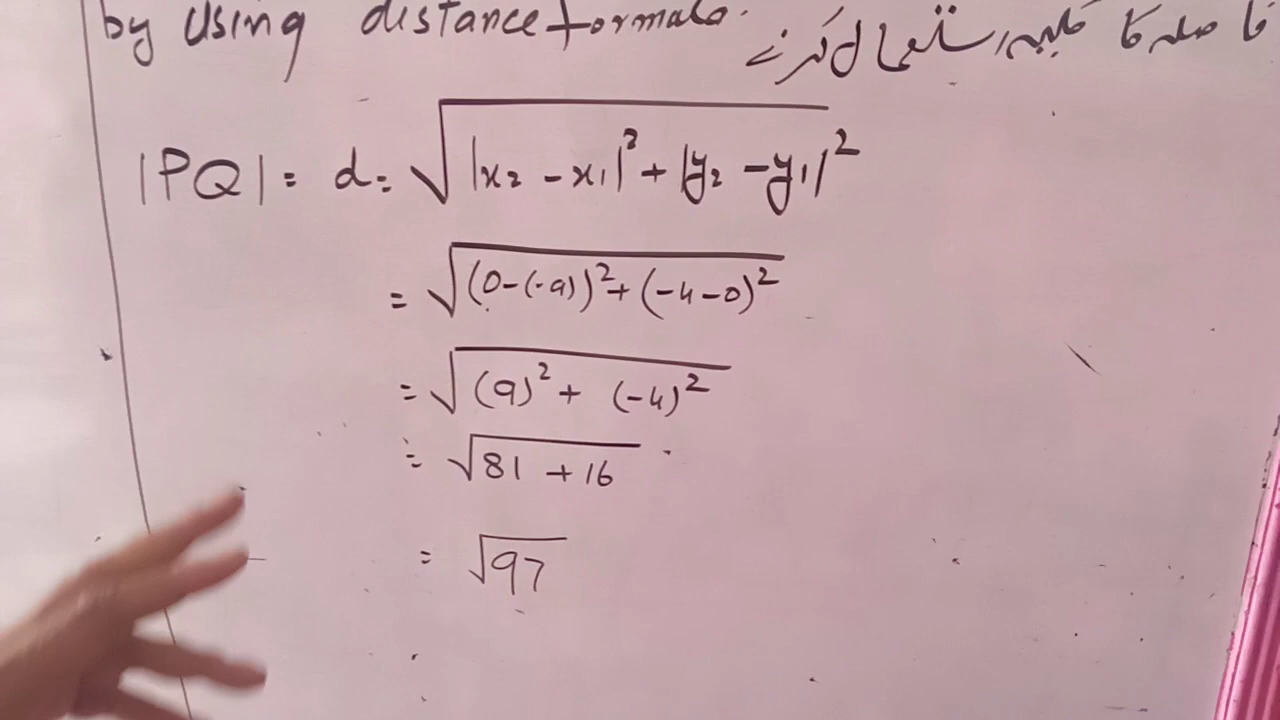 by using distance formula. فاصلہ کا کلیہ استعمال کرنے
|PQ| = d = √|x₂ - x₁|² + |y₂ - y₁|²
= √(0-(-9))² + (-4-0)²
= √(9)² + (-4)²
= √81 + 16
= √97